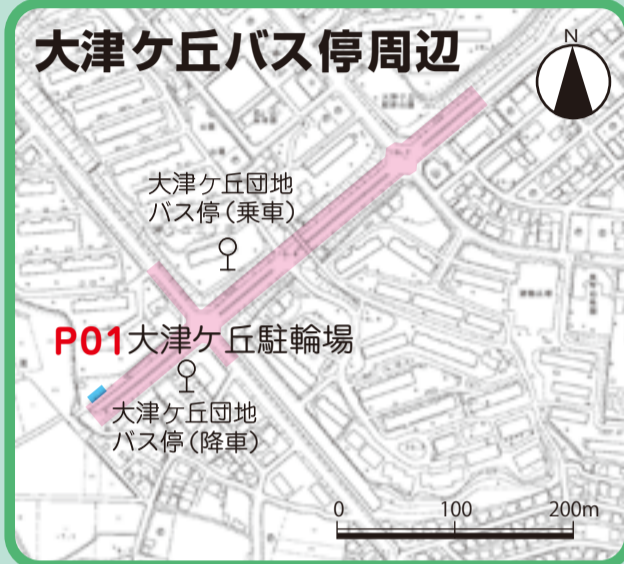 大津ケ丘バス停周辺
N
大津ケ丘団地
バス停(乗車)
P01大津ケ丘駐輪場
大津ケ丘団地
バス停(降車)
0 100 200m